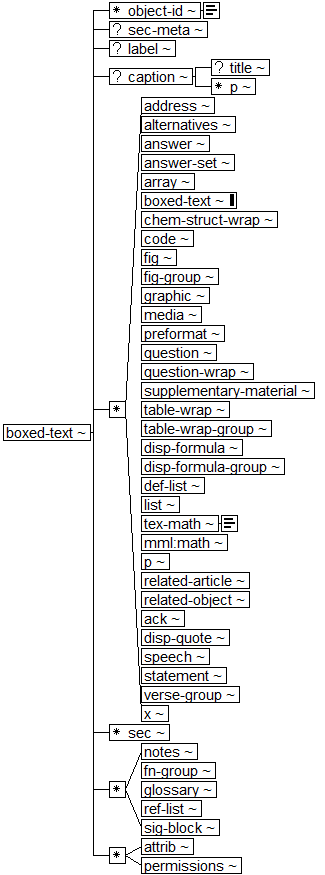 * object-id ~
? sec-meta ~
? label ~
? caption ~
? title ~
* p ~
address ~
alternatives ~
answer ~
answer-set ~
array ~
boxed-text ~
chem-struct-wrap ~
code ~
fig ~
fig-group ~
graphic ~
media ~
preformat ~
question ~
question-wrap ~
supplementary-material ~
*
table-wrap ~
table-wrap-group ~
boxed-text ~
disp-formula ~
disp-formula-group ~
def-list ~
list ~
tex-math ~
mml:math ~
p ~
related-article ~
related-object ~
ack ~
disp-quote ~
speech ~
statement ~
verse-group ~
x ~
* sec ~
notes ~
fn-group ~
*
glossary ~
ref-list ~
sig-block ~
*
attrib ~
permissions ~